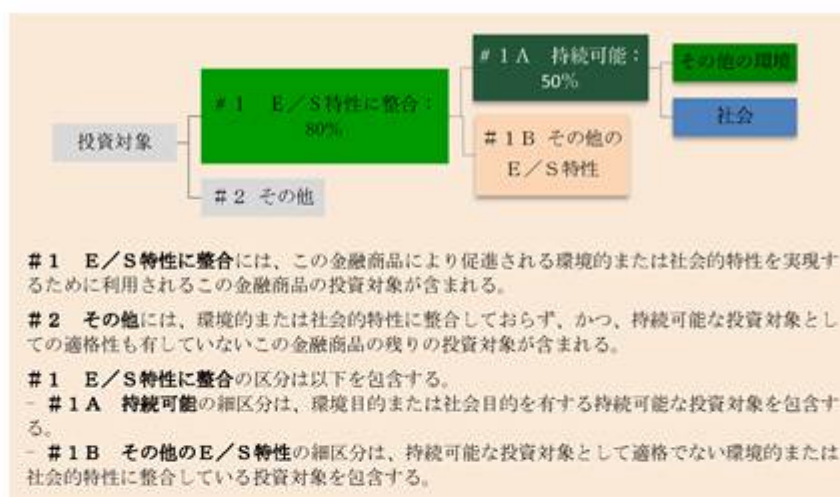 #1A 持続可能:
50%
その他の環境
#1 E/S特性に整合:
80%
社会
投資対象
#1B その他の
E/S特性
#2 その他
#1 E/S特性に整合には、この金融商品により促進される環境的または社会的特性を実現す
るために利用されるこの金融商品の投資対象が含まれる。
#2 その他には、環境的または社会的特性に整合しておらず、かつ、持続可能な投資対象とし
ての適格性も有していないこの金融商品の残りの投資対象が含まれる。
#1 E/S特性に整合の区分は以下を包含する。
- #1A 持続可能の細区分は、環境目的または社会目的を有する持続可能な投資対象を包含す
る。
- #1B その他のE/S特性の細区分は、持続可能な投資対象として適格でない環境的または
社会的特性に整合している投資対象を包含する。